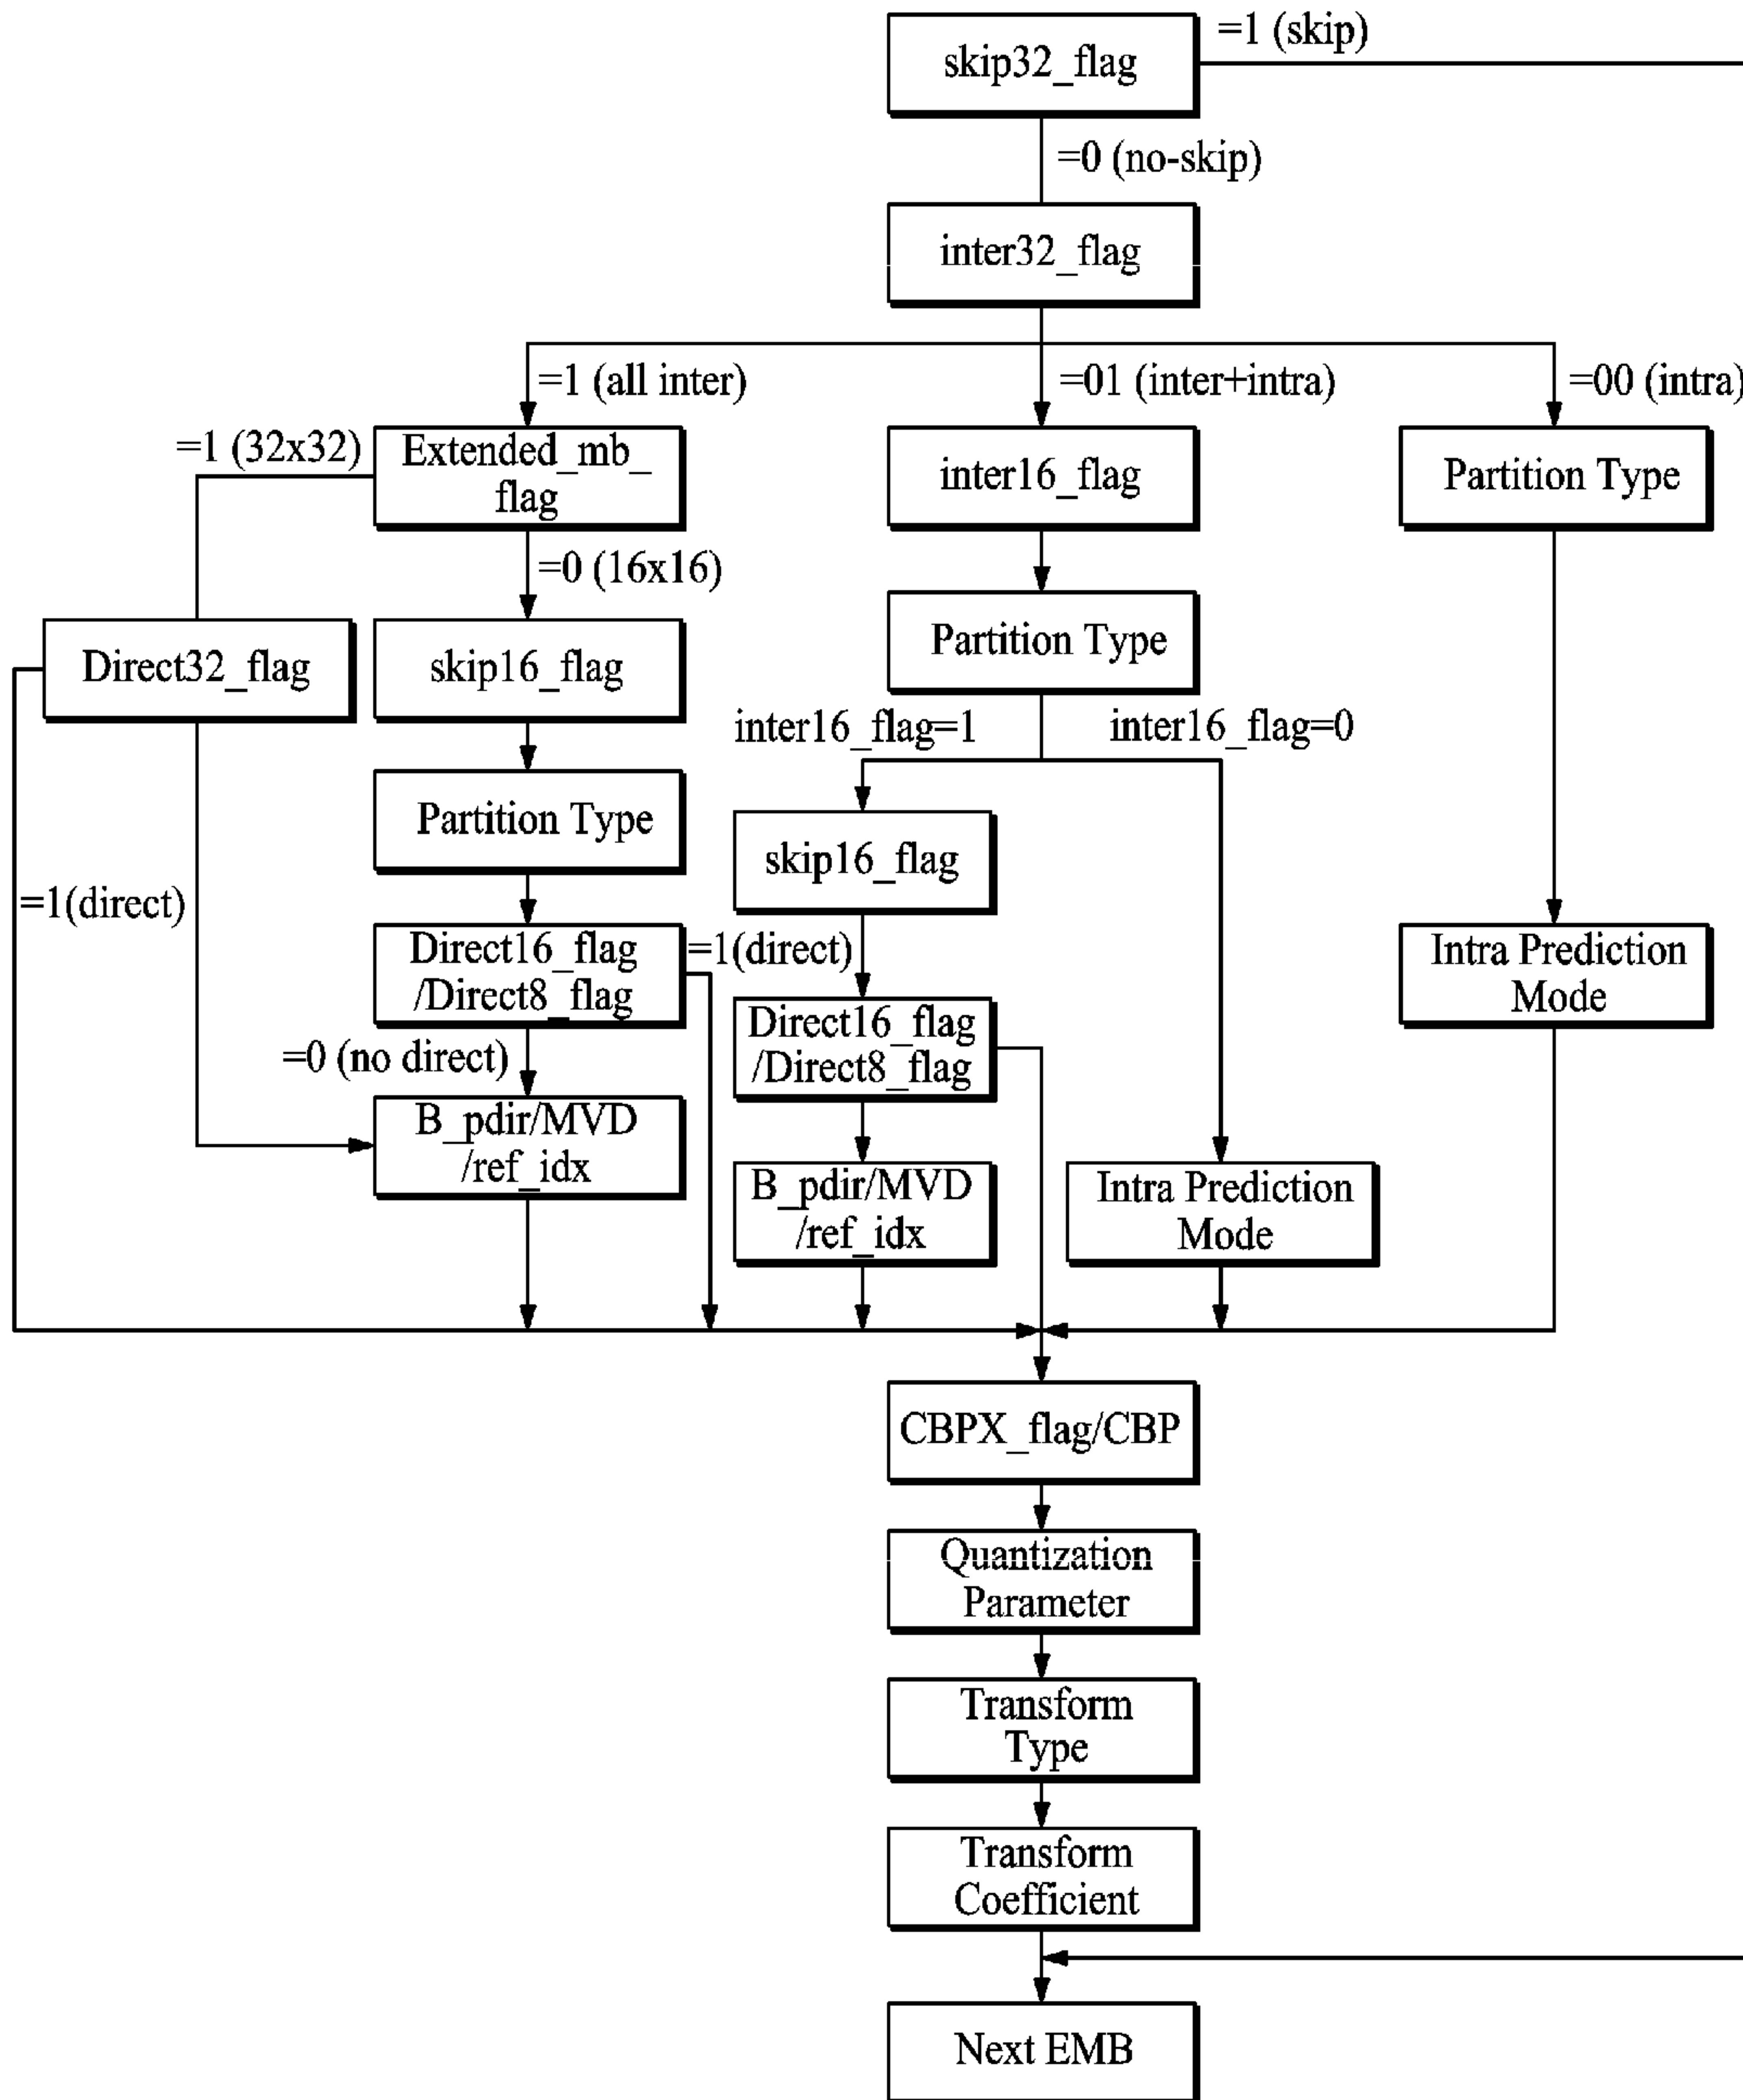 skip32_flag
=1 (skip)
=0 (no-skip)
inter32_flag
=1 (all inter)
=01 (inter+intra)
=00 (intra)
=1 (32x32)
Extended_mb_
flag
inter16_flag
Partition Type
=0 (16x16)
Direct32_flag
skip16_flag
Partition Type
inter16_flag=1
inter16_flag=0
Partition Type
skip16_flag
=1(direct)
Direct16_flag
/Direct8_flag
=1(direct)
Intra Prediction
Mode
Direct16_flag
/Direct8_flag
=0 (no direct)
B_pdir/MVD
/ref_idx
B_pdir/MVD
/ref_idx
Intra Prediction
Mode
CBPX_flag/CBP
Quantization
Parameter
Transform
Type
Transform
Coefficient
Next EMB